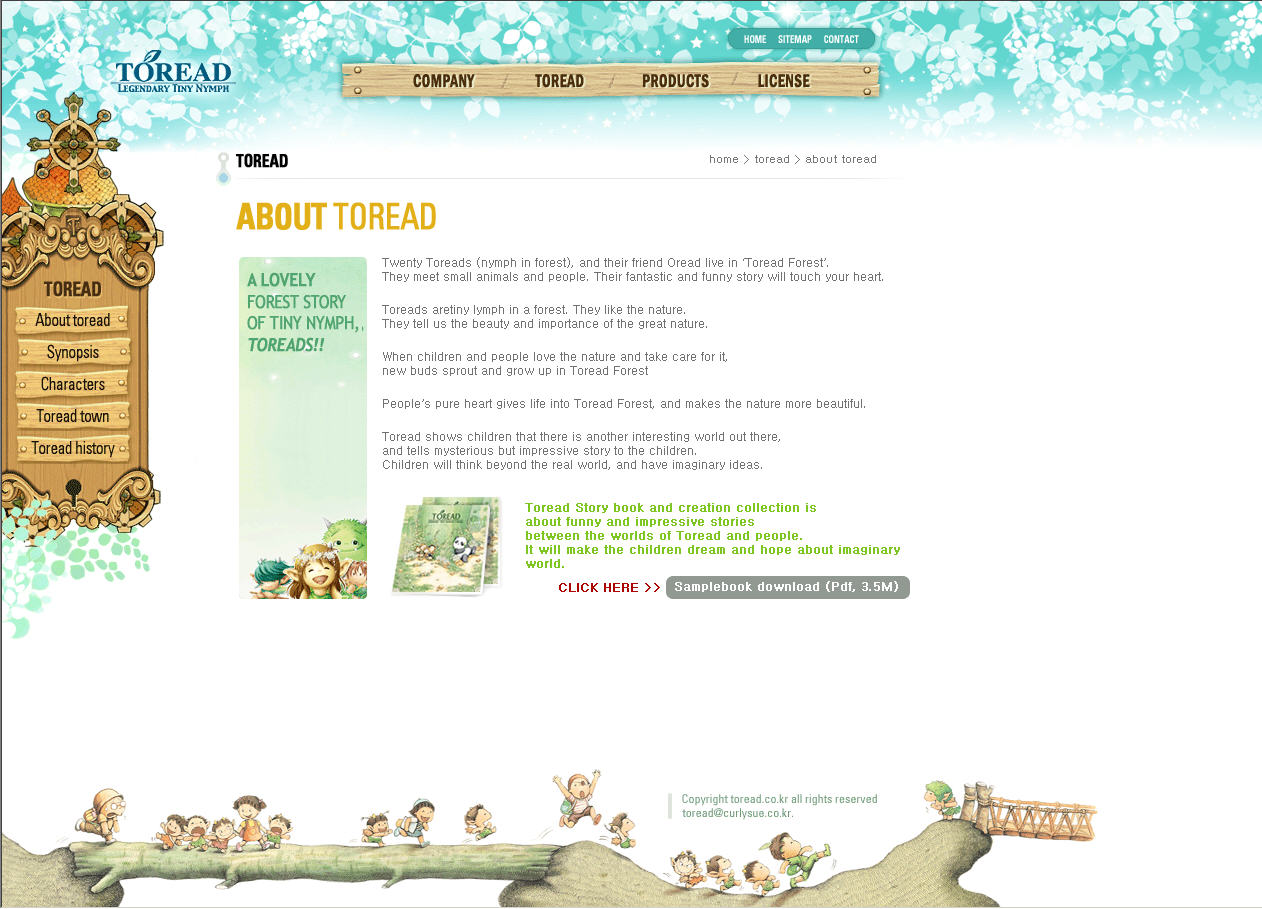 HOME SITEMAP CONTACT
TOREAD
LEGENDARY TINY NYMPH
COMPANY / TOREAD / PRODUCTS / LICENSE
TOREAD
home > toread > about toread
ABOUT TOREAD
TOREAD
About toread
Synopsis
Characters
Toread town
Toread history
A LOVELY
FOREST STORY
OF TINY NYMPH, ,
TOREADS!!
Twenty Toreads (nymph in forest), and their friend Oread live in ‘Toread Forest’.
They meet small animals and people. Their fantastic and funny story will touch your heart.
Toreads aretiny lymph in a forest. They like the nature.
They tell us the beauty and importance of the great nature.
When children and people love the nature and take care for it,
new buds sprout and grow up in Toread Forest
People’s pure heart gives life into Toread Forest, and makes the nature more beautiful.
Toread shows children that there is another interesting world out there,
and tells mysterious but impressive story to the children.
Children will think beyond the real world, and have imaginary ideas.
TOREAD
Toread Story book and creation collection is
about funny and impressive stories
between the worlds of Toread and people.
It will make the children dream and hope about imaginary
world.
CLICK HERE >> Samplebook download (Pdf, 3.5M)
Copyright toread.co.kr all rights reserved
toread@curlysue.co.kr.